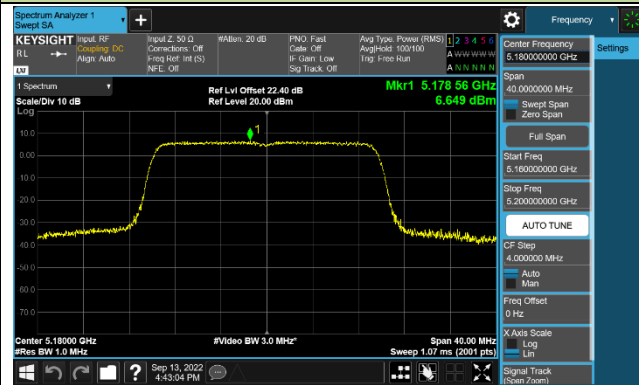 Spectrum Analyzer 1
Swept SA
Frequency
KEYSIGHT
RL
LXI
Input: RF
Coupling: DC
Align: Auto
Input Z: 50 Ω
Corrections: Off
Freq Ref: Int (S)
NFE: Off
#Atten: 20 dB
PNO: Fast
Gate: Off
IF Gain: Low
Sig Track: Off
Avg Type: Power (RMS)
Avg|Hold: 100/100
Trig: Free Run
1 2 3 4 5 6
A W W W W W
A N N N N N
1 Spectrum
Scale/Div 10 dB
Log
Ref Lvl Offset 22.40 dB
Ref Level 20.00 dBm
Mkr1 5.178 56 GHz
6.649 dBm
1
10.0
0.00
-10.0
-20.0
-30.0
-40.0
-50.0
-60.0
-70.0
Center 5.18000 GHz
#Res BW 1.0 MHz
#Video BW 3.0 MHz*
Span 40.00 MHz
Sweep 1.07 ms (2001 pts)
Sep 13, 2022
4:43:04 PM
Center Frequency
5.180000000 GHz
Settings
Span
40.0000000 MHz
Swept Span
Zero Span
Full Span
Start Freq
5.160000000 GHz
Stop Freq
5.200000000 GHz
AUTO TUNE
CF Step
4.000000 MHz
Auto
Man
Freq Offset
0 Hz
X Axis Scale
Log
Lin
Signal Track
(Span Zoom)